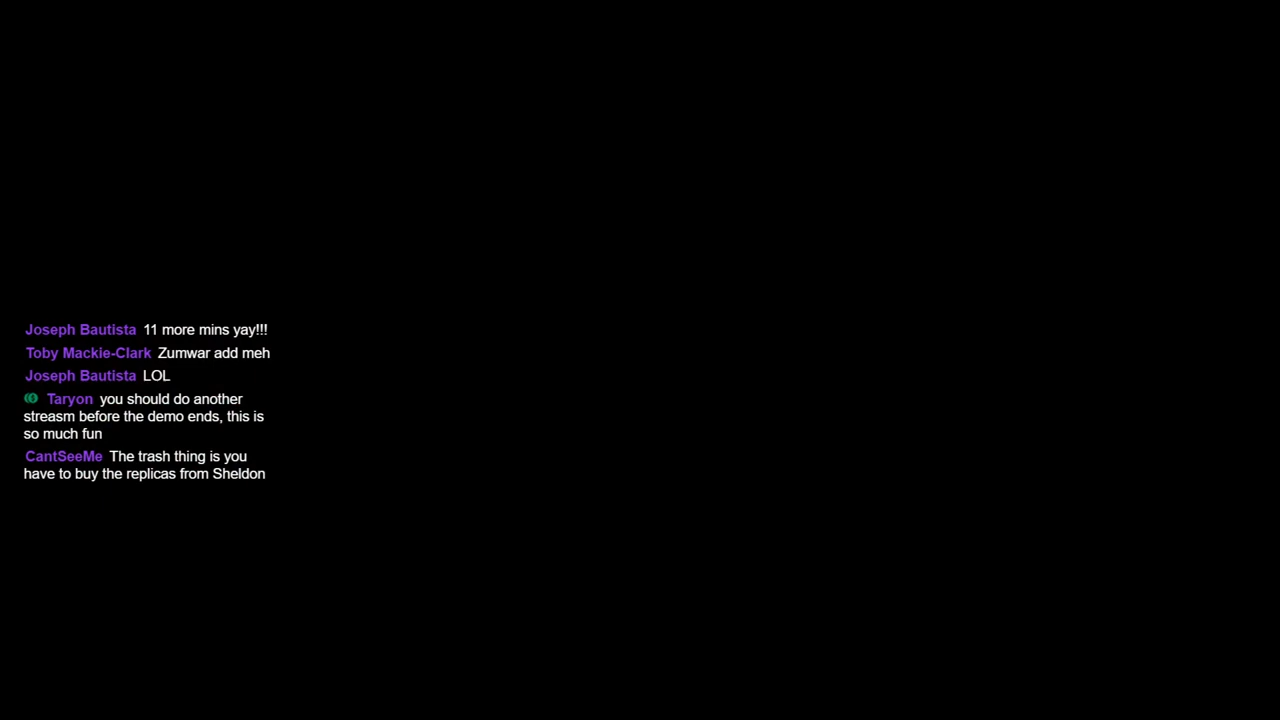 Joseph Bautista 11 more mins yay!!!
Toby Mackie-Clark Zumwar add meh
Joseph Bautista LOL
Taryon you should do another
streasm before the demo ends, this is
so much fun
CantSeeMe The trash thing is you
have to buy the replicas from Sheldon